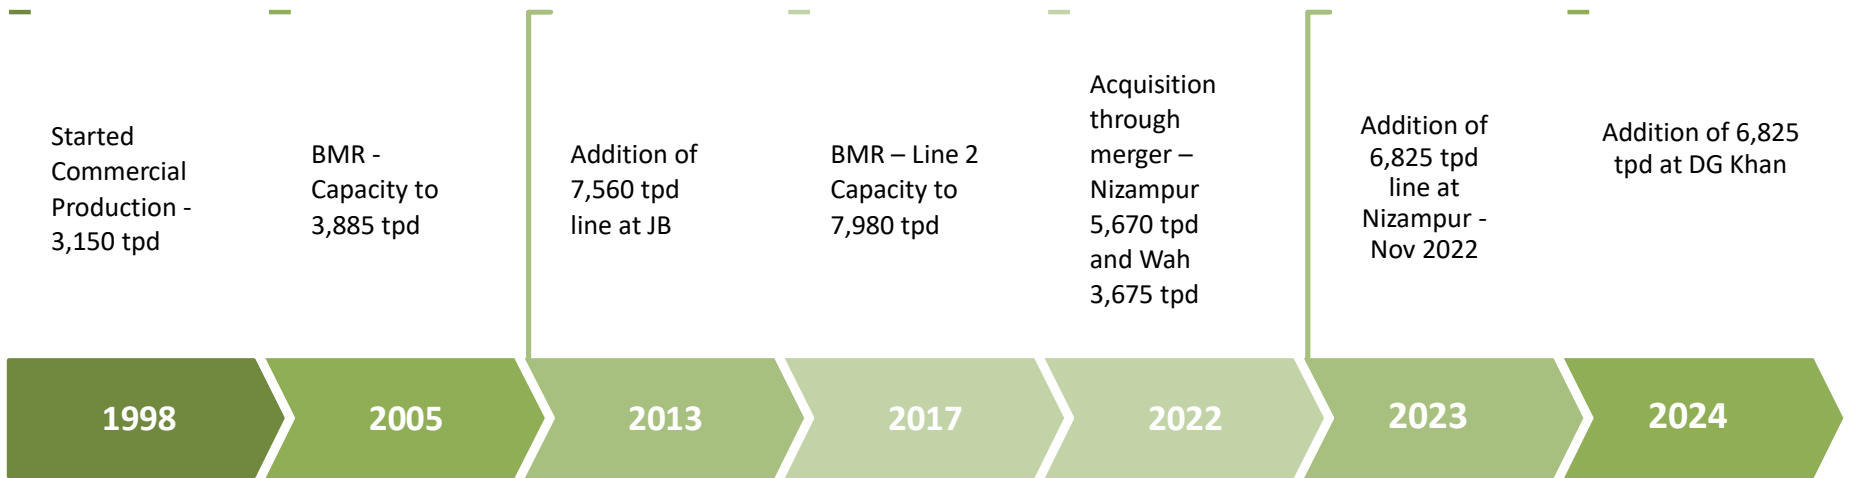 Started
Commercial
Production -
3,150 tpd
BMR -
Capacity to
3,885 tpd
Addition of
7,560 tpd
line at JB
BMR – Line 2
Capacity to
7,980 tpd
Acquisition
through
merger –
Nizampur
5,670 tpd
and Wah
3,675 tpd
Addition of
6,825 tpd
line at
Nizampur -
Nov 2022
Addition of 6,825
tpd at DG Khan
1998
2005
2013
2017
2022
2023
2024